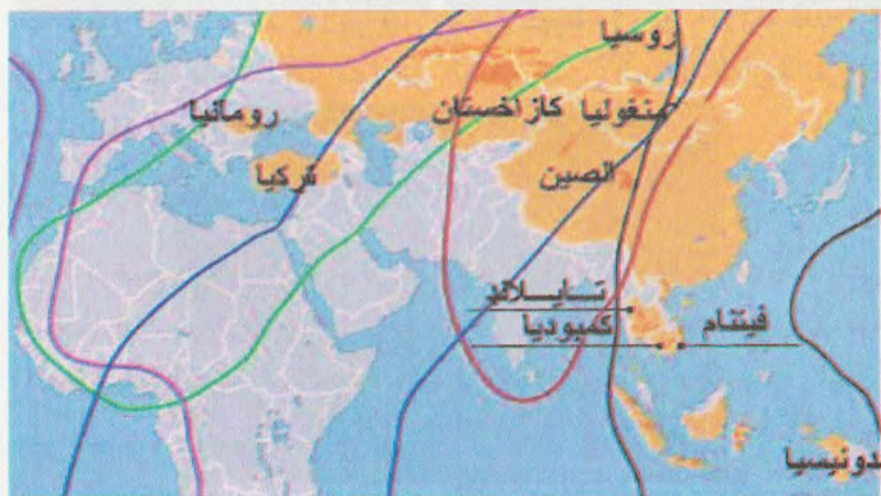 روسيا
رومانيا
كازاخستان
منغوليا
تركيا
الصين
تايلاند
كمبوديا
فيتنام
دونيسيا